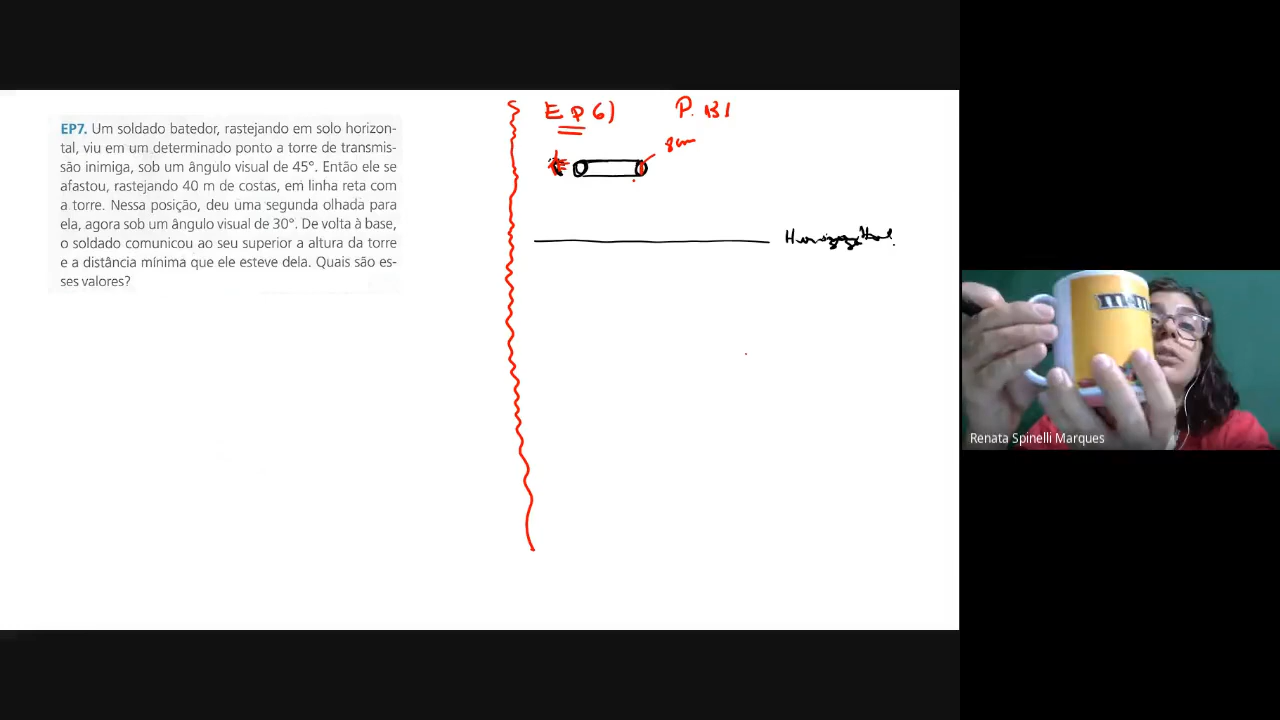 EP7. Um soldado batedor, rastejando em solo horizon-
tal, viu em um determinado ponto a torre de transmis-
são inimiga, sob um ângulo visual de 45°. Então ele se
afastou, rastejando 40 m de costas, em linha reta com
a torre. Nessa posição, deu uma segunda olhada para
ela, agora sob um ângulo visual de 30°. De volta à base,
o soldado comunicou ao seu superior a altura da torre
e a distância mínima que ele esteve dela. Quais são es-
ses valores?
EP6) P. 131
8cm
Horizontal.
m&m
Renata Spinelli Marques